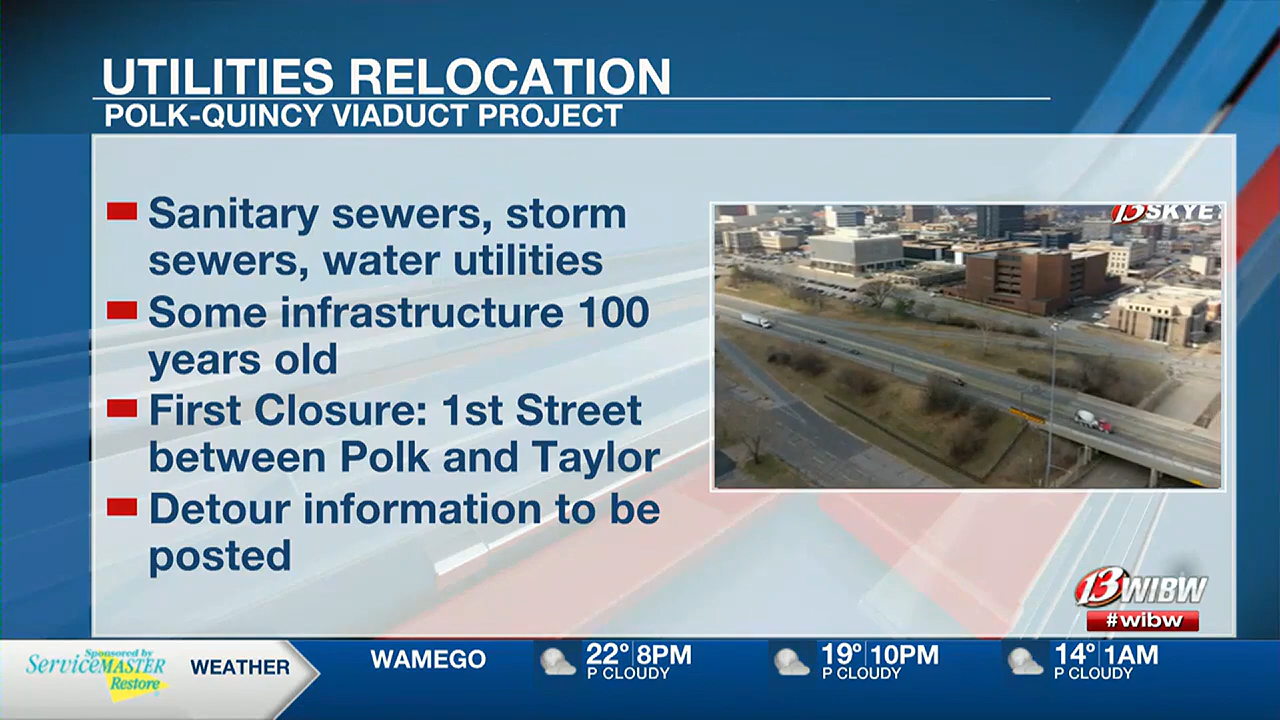 UTILITIES RELOCATION
POLK-QUINCY VIADUCT PROJECT
Sanitary sewers, storm
sewers, water utilities
Some infrastructure 100
years old
First Closure: 1st Street
between Polk and Taylor
Detour information to be
posted
13SKYE
13 WIBW
#wibw
Sponsored by
SERVICEMASTER
Restore
WEATHER
WAMEGO
22° 8PM
P CLOUDY
19° 10PM
P CLOUDY
14° 1AM
P CLOUDY